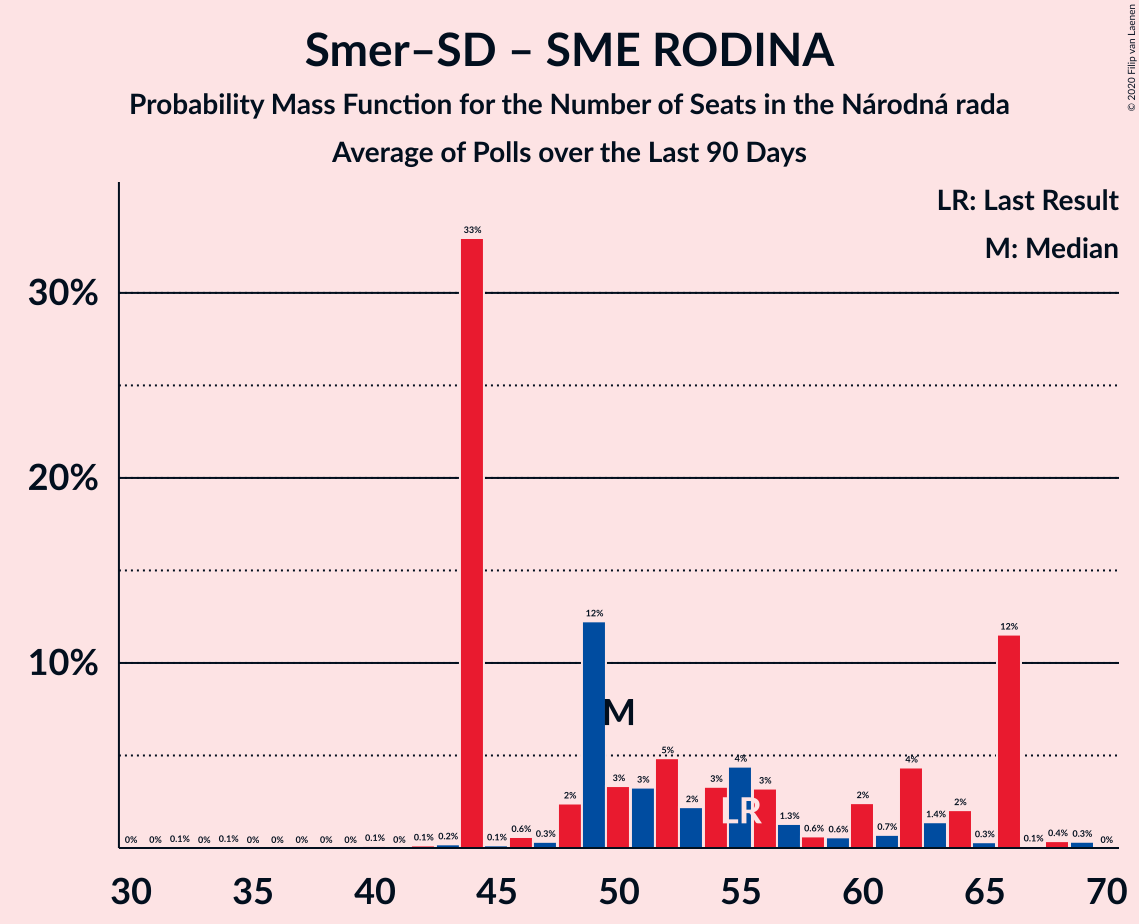 Smer–SD – SME RODINA
Probability Mass Function for the Number of Seats in the Národná rada
Average of Polls over the Last 90 Days
© 2020 Filip van Laenen
LR: Last Result
M: Median
30%
20%
10%
0% 0% 0.1% 0% 0.1% 0% 0% 0% 0% 0% 0.1% 0% 0.1% 0.2% 33% 0.1% 0.6% 0.3% 2% 12% 3% 3% 5% 2% 3% 4% 3% 1.3% 0.6% 0.6% 2% 0.7% 4% 1.4% 2% 0.3% 12% 0.1% 0.4% 0.3% 0%
M
LR
30 35 40 45 50 55 60 65 70